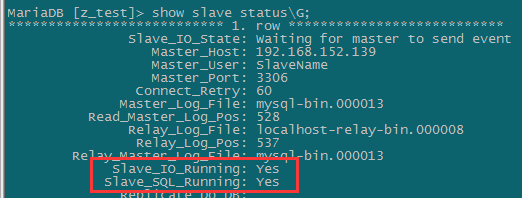 MariaDB [z_test]> show slave status\G;
*************************** 1. row ***************************
Slave_IO_State: Waiting for master to send event
Master_Host: 192.168.152.139
Master_User: SlaveName
Master_Port: 3306
Connect_Retry: 60
Master_Log_File: mysql-bin.000013
Read_Master_Log_Pos: 528
Relay_Log_File: localhost-relay-bin.000008
Relay_Log_Pos: 537
Relay_Master_Log_File: mysql-bin.000013
Slave_IO_Running: Yes
Slave_SQL_Running: Yes
Replicate_Do_DB: